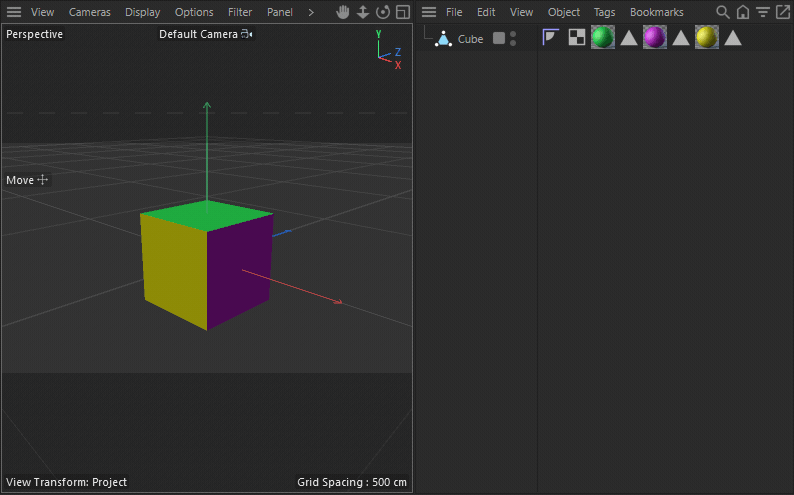 View Cameras Display Options Filter Panel
File Edit View Object Tags Bookmarks
Perspective
Default Camera
Y
Z
X
Cube
Move
View Transform: Project
Grid Spacing : 500 cm